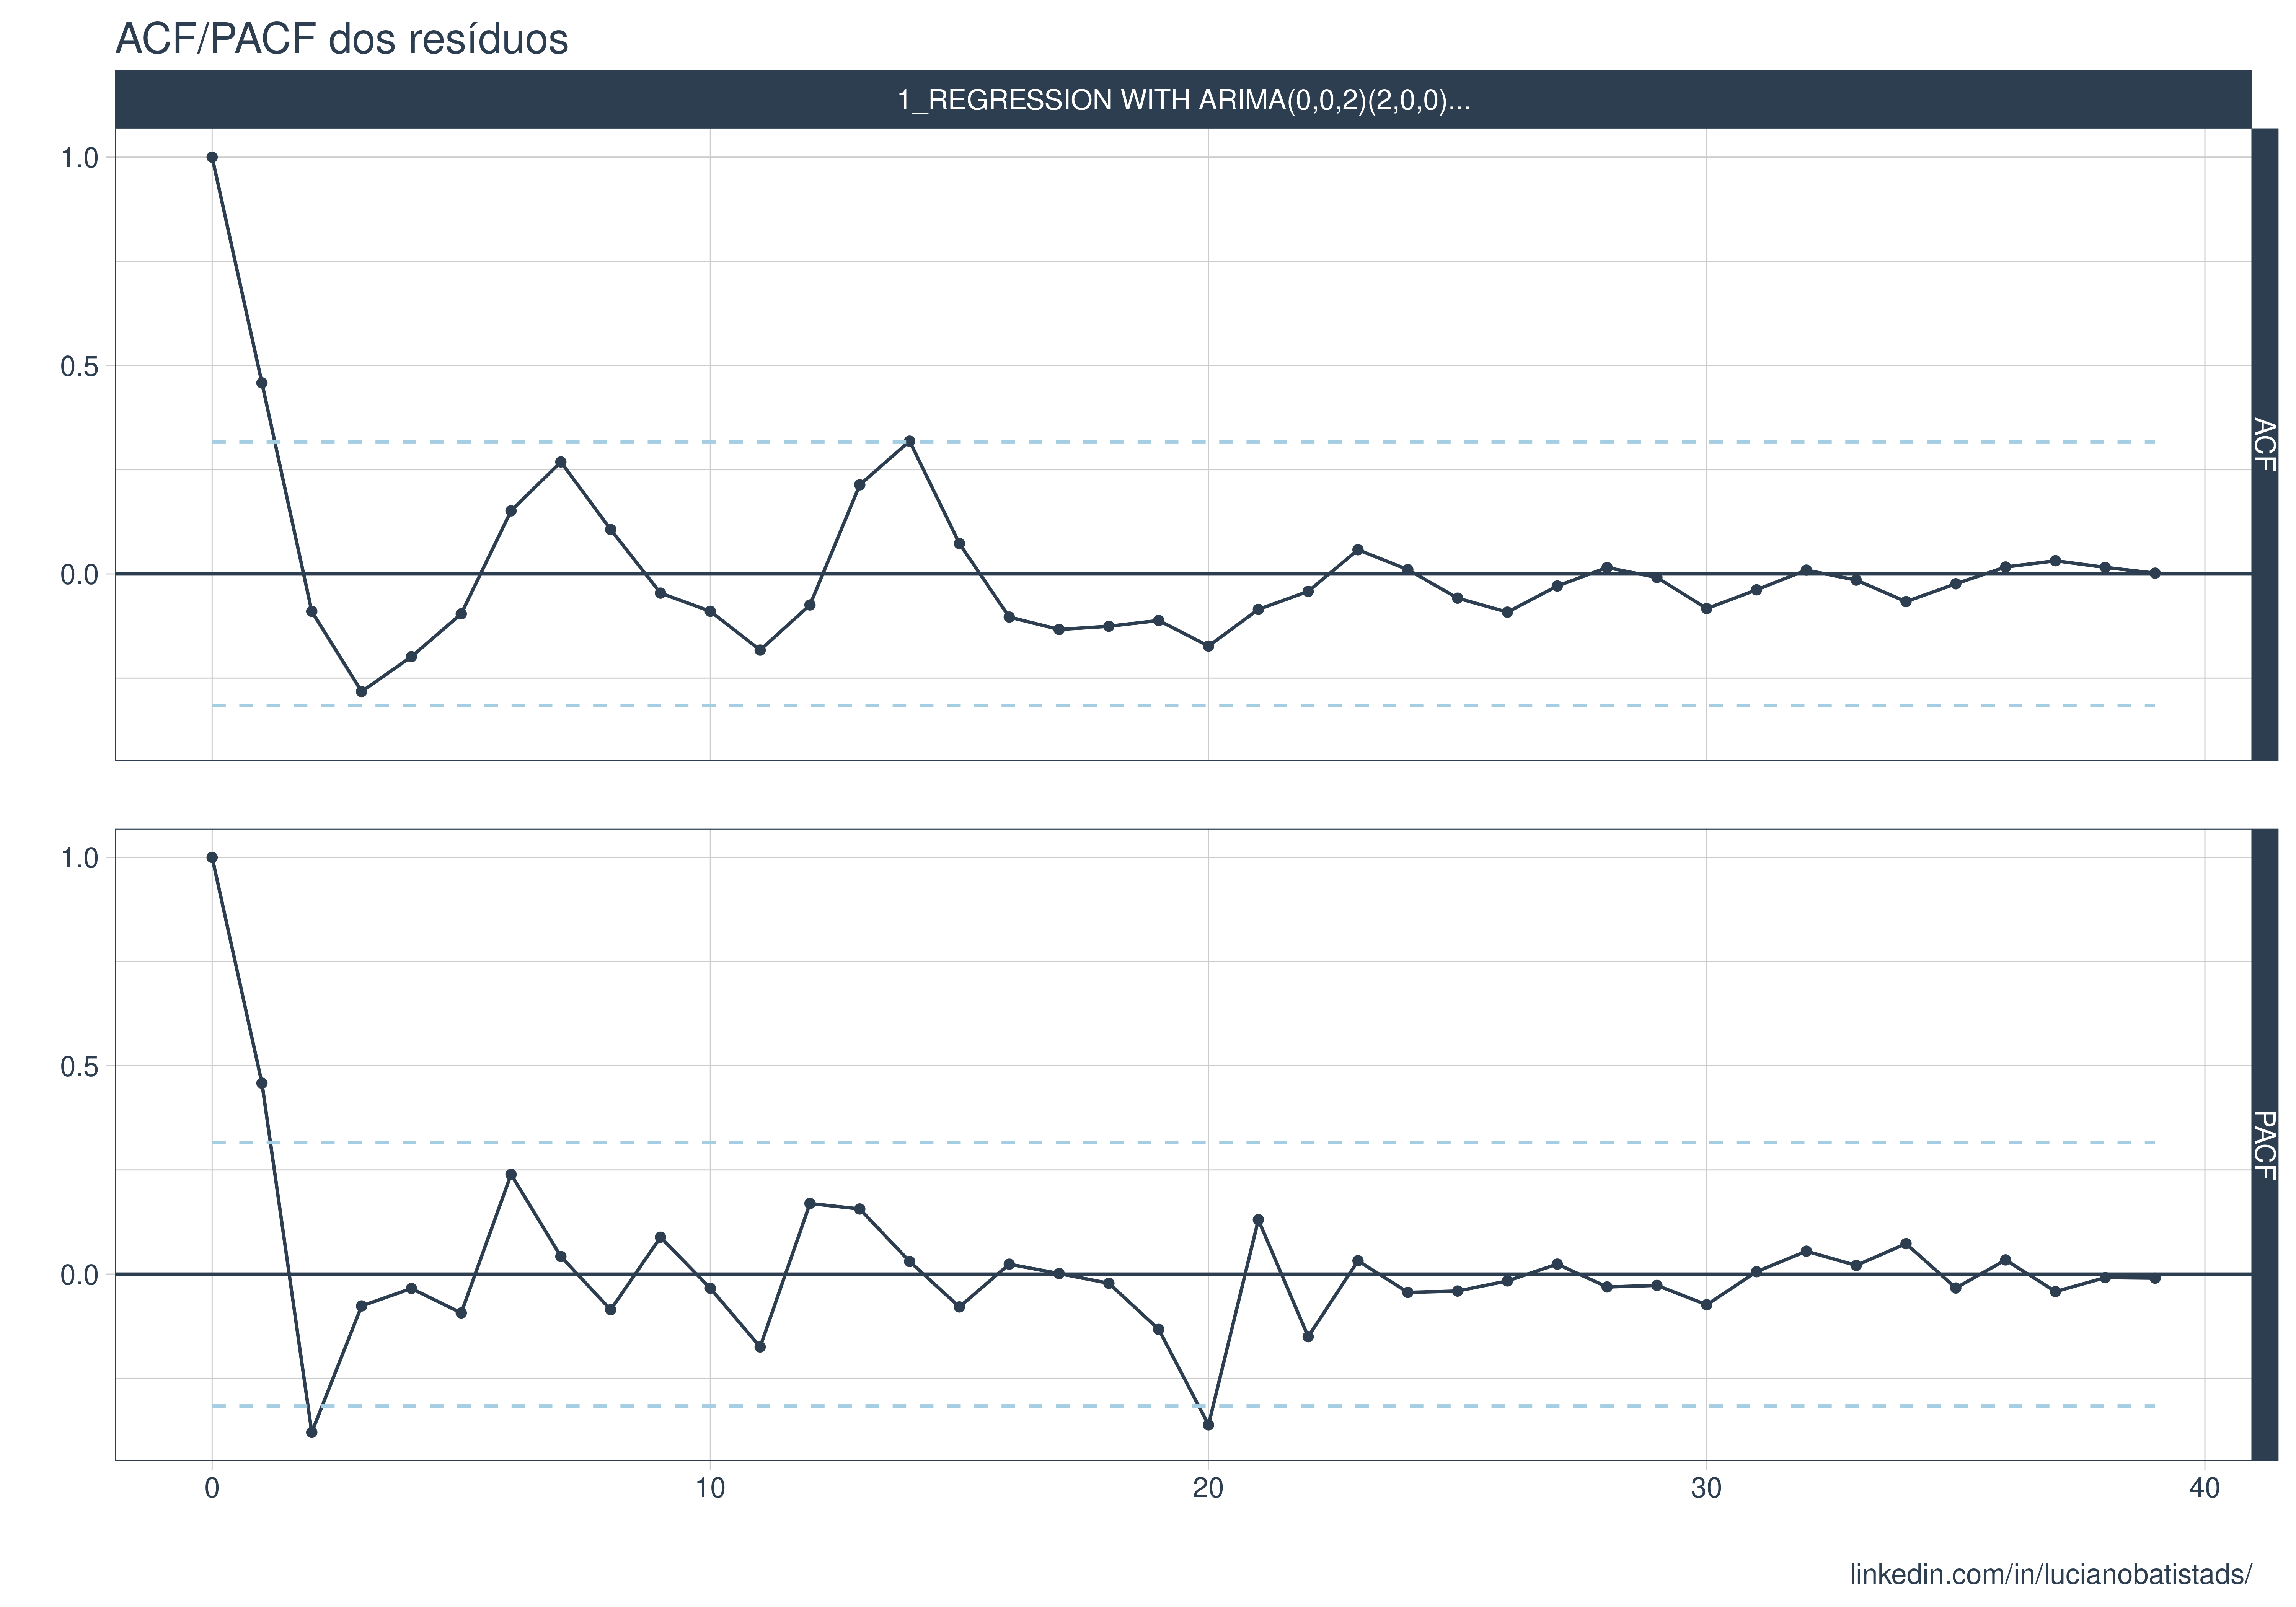 ACF/PACF dos resíduos
1_REGRESSION WITH ARIMA(0,0,2)(2,0,0)...
1.0
0.5
0.0
ACF
1.0
0.5
0.0
PACF
0 10 20 30 40
linkedin.com/in/lucianobatistads/